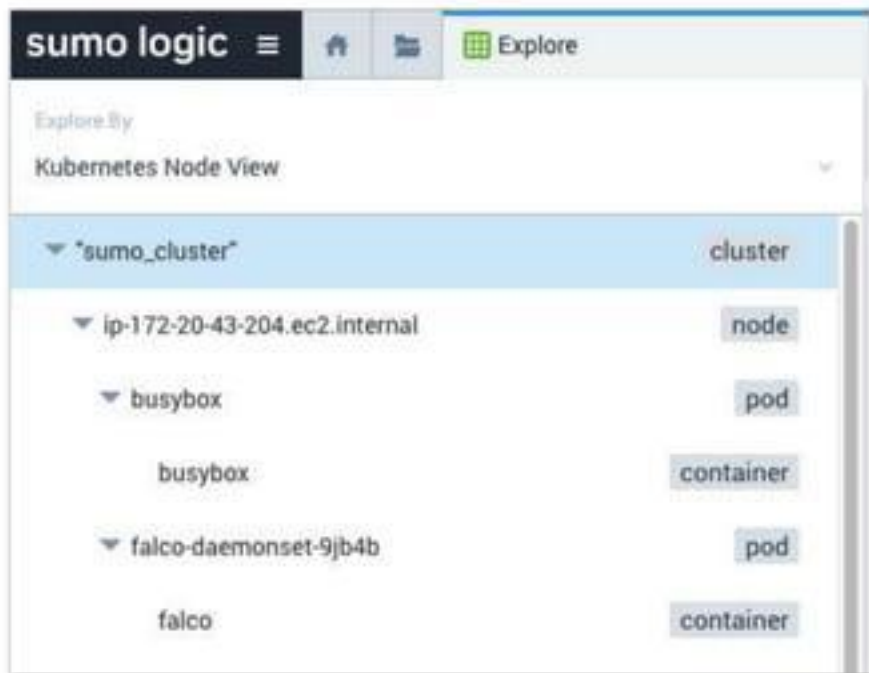 sumo logic Explore
Explore By
Kubernetes Node View
"sumo_cluster" cluster
ip-172-20-43-204.ec2.internal node
busybox pod
busybox container
falco-daemonset-9jb4b pod
falco container